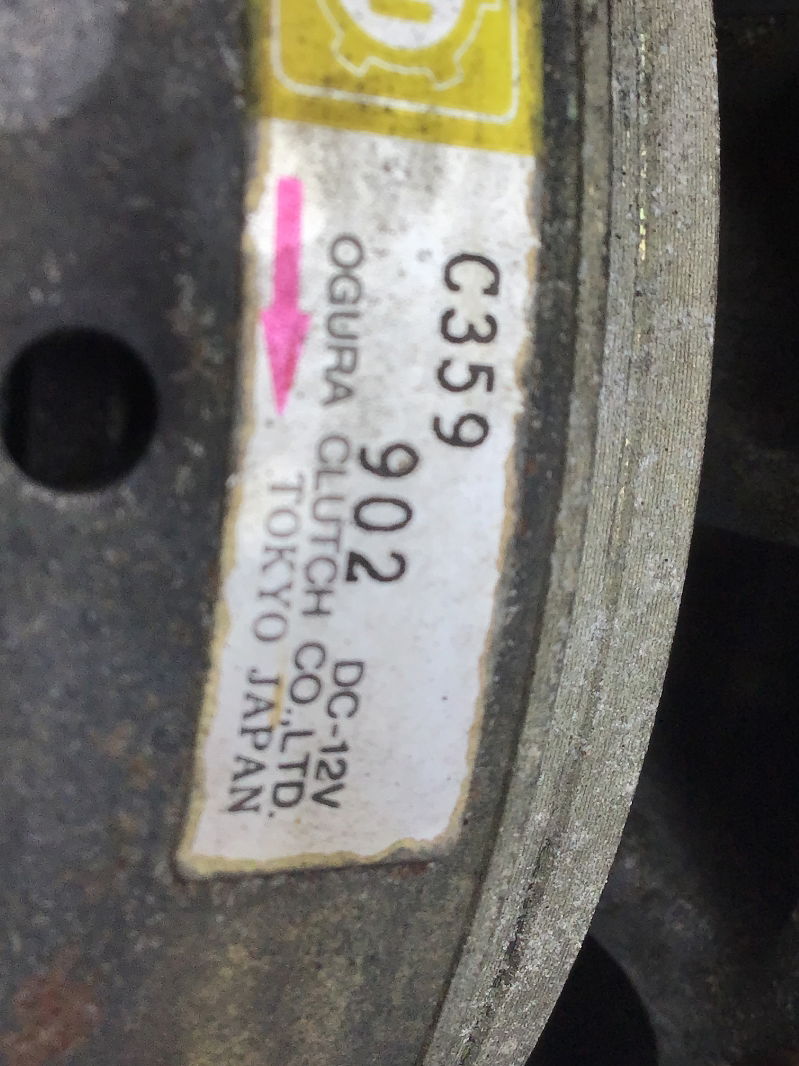 C359
902
DC-12V
OGURA CLUTCH CO.,LTD.
TOKYO JAPAN